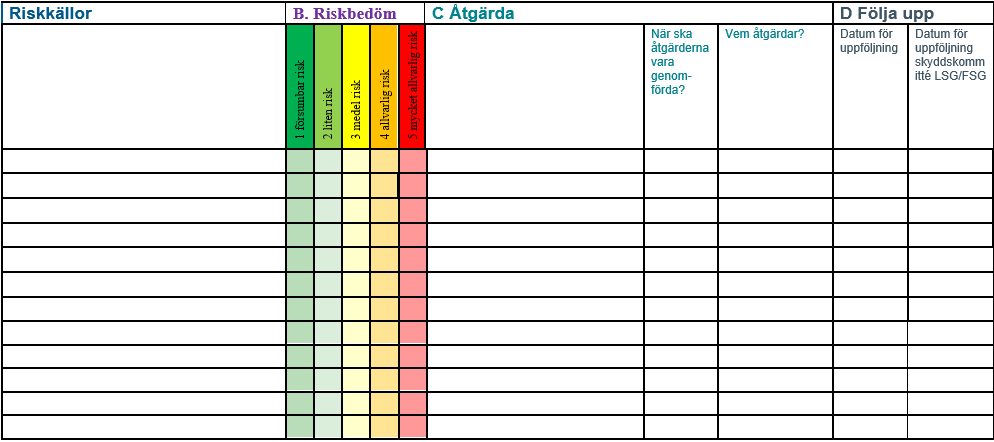 Riskkällor
B. Riskbedöm
C Åtgärda
D Följa upp
1 försumbar risk
2 liten risk
3 medel risk
4 allvarlig risk
5 mycket allvarlig risk
När ska
åtgärderna
vara
genom-
förda?
Vem åtgärdar?
Datum för
uppföljning
Datum för
uppföljning
skyddskomm
itté LSG/FSG